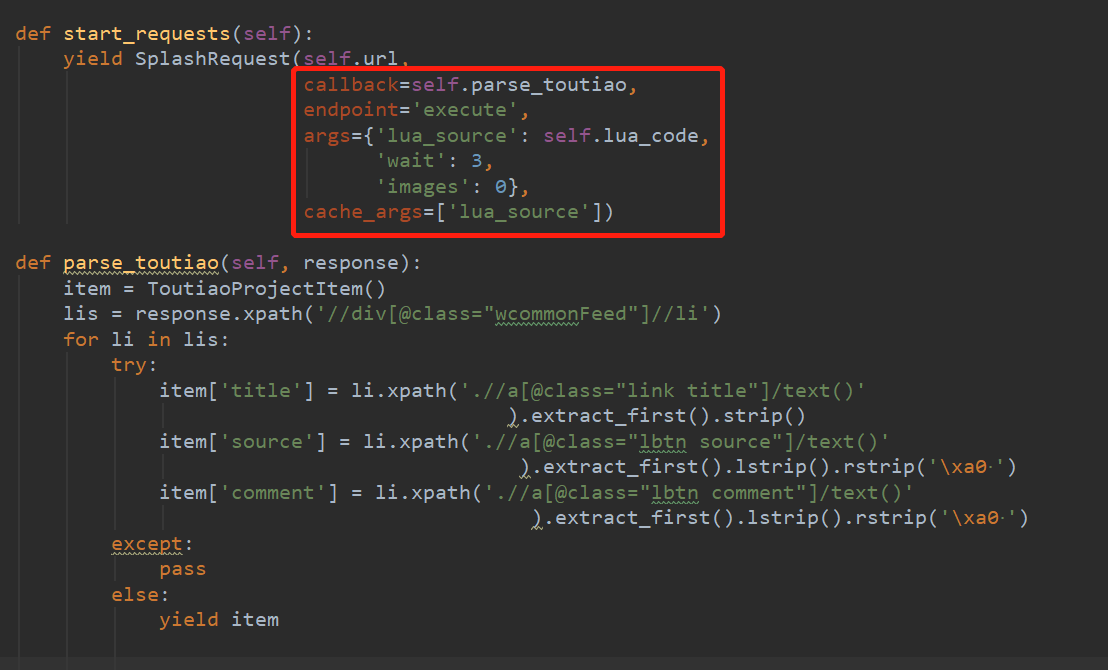 def start_requests(self):
    yield SplashRequest(self.url,
                        callback=self.parse_toutiao,
                        endpoint='execute',
                        args={'lua_source': self.lua_code,
                              'wait': 3,
                              'images': 0},
                        cache_args=['lua_source'])
def parse_toutiao(self, response):
    item = ToutiaoProjectItem()
    lis = response.xpath('//div[@class="wcommonFeed"]//li')
    for li in lis:
        try:
            item['title'] = li.xpath('.//a[@class="link title"]/text()'
                                         ).extract_first().strip()
            item['source'] = li.xpath('.//a[@class="lbtn source"]/text()'
                                          ).extract_first().lstrip().rstrip('\xa0·')
            item['comment'] = li.xpath('.//a[@class="lbtn comment"]/text()'
                                           ).extract_first().lstrip().rstrip('\xa0·')
        except:
            pass
        else:
            yield item